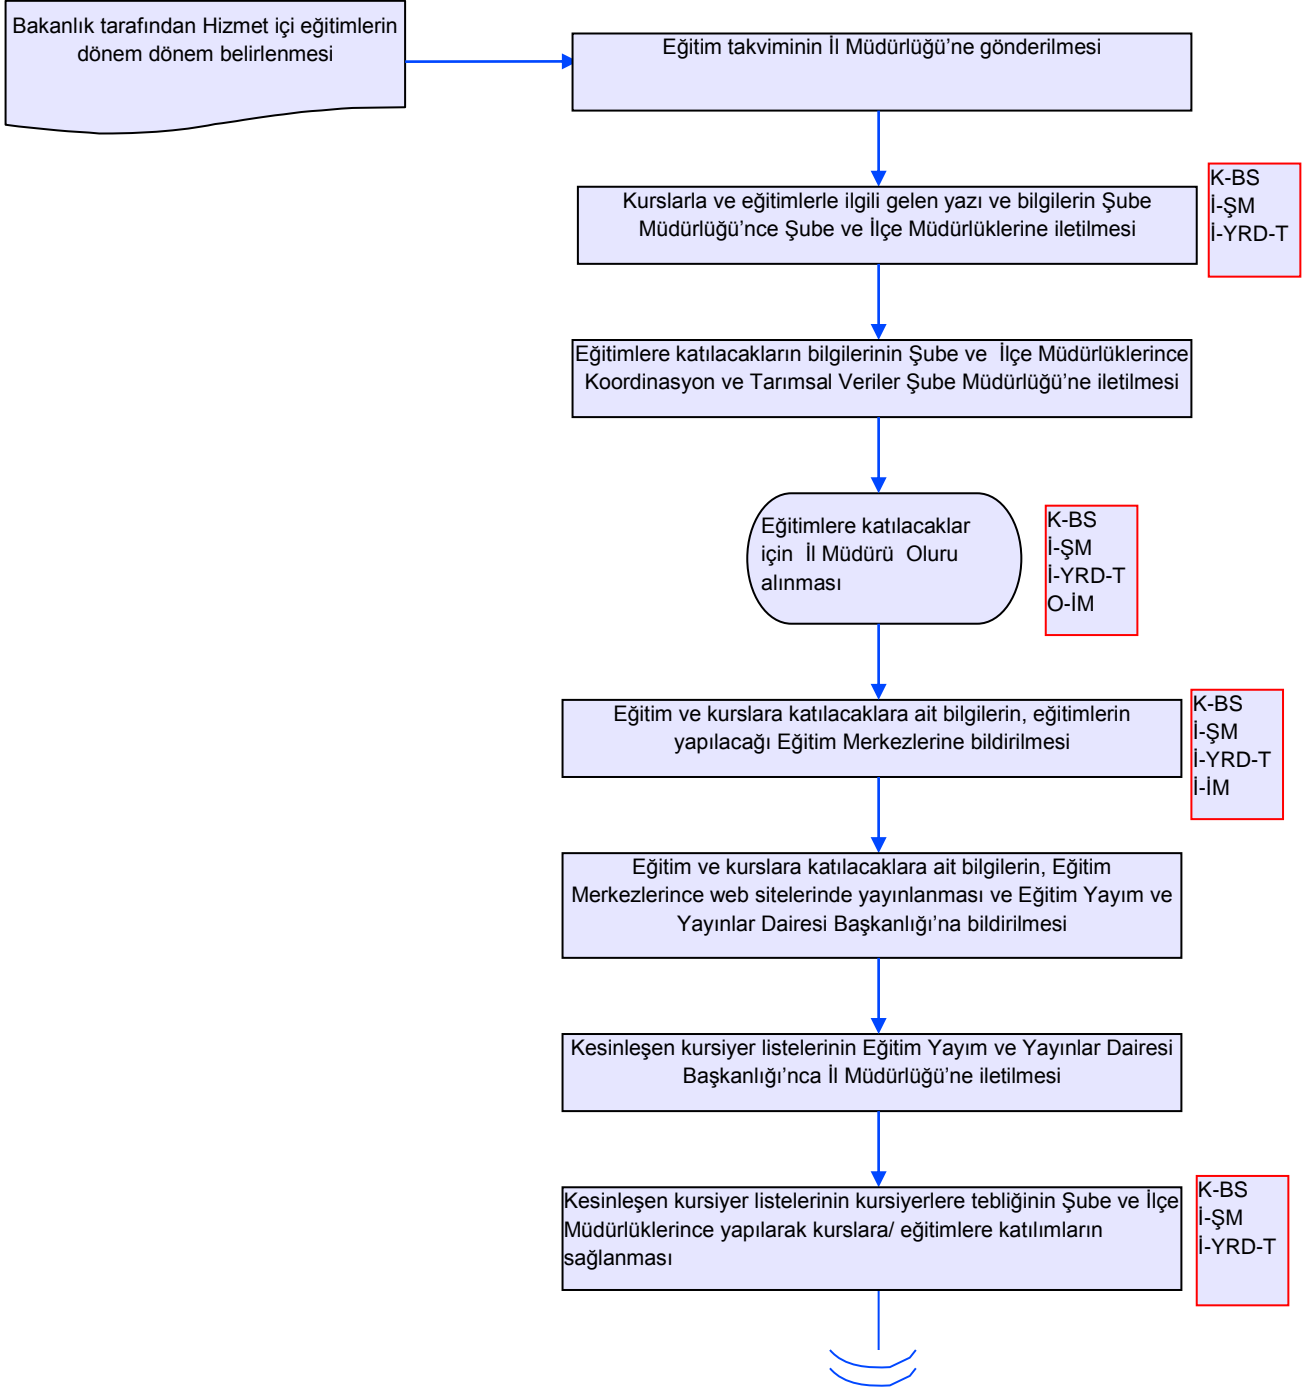 Bakanlık tarafından Hizmet içi eğitimlerin
dönem dönem belirlenmesi
Eğitim takviminin İl Müdürlüğü’ne gönderilmesi
Kurslarla ve eğitimlerle ilgili gelen yazı ve bilgilerin Şube
Müdürlüğü’nce Şube ve İlçe Müdürlüklerine iletilmesi
K-BS
İ-ŞM
İ-YRD-T
Eğitimlere katılacakların bilgilerinin Şube ve İlçe Müdürlüklerince
Koordinasyon ve Tarımsal Veriler Şube Müdürlüğü’ne iletilmesi
Eğitimlere katılacaklar
için İl Müdürü Oluru
alınması
K-BS
İ-ŞM
İ-YRD-T
O-İM
Eğitim ve kurslara katılacaklara ait bilgilerin, eğitimlerin
yapılacağı Eğitim Merkezlerine bildirilmesi
K-BS
İ-ŞM
İ-YRD-T
İ-İM
Eğitim ve kurslara katılacaklara ait bilgilerin, Eğitim
Merkezlerince web sitelerinde yayınlanması ve Eğitim Yayım ve
Yayınlar Dairesi Başkanlığı’na bildirilmesi
Kesinleşen kursiyer listelerinin Eğitim Yayım ve Yayınlar Dairesi
Başkanlığı’nca İl Müdürlüğü’ne iletilmesi
Kesinleşen kursiyer listelerinin kursiyerlere tebliğinin Şube ve İlçe
Müdürlüklerince yapılarak kurslara/ eğitimlere katılımların
sağlanması
K-BS
İ-ŞM
İ-YRD-T